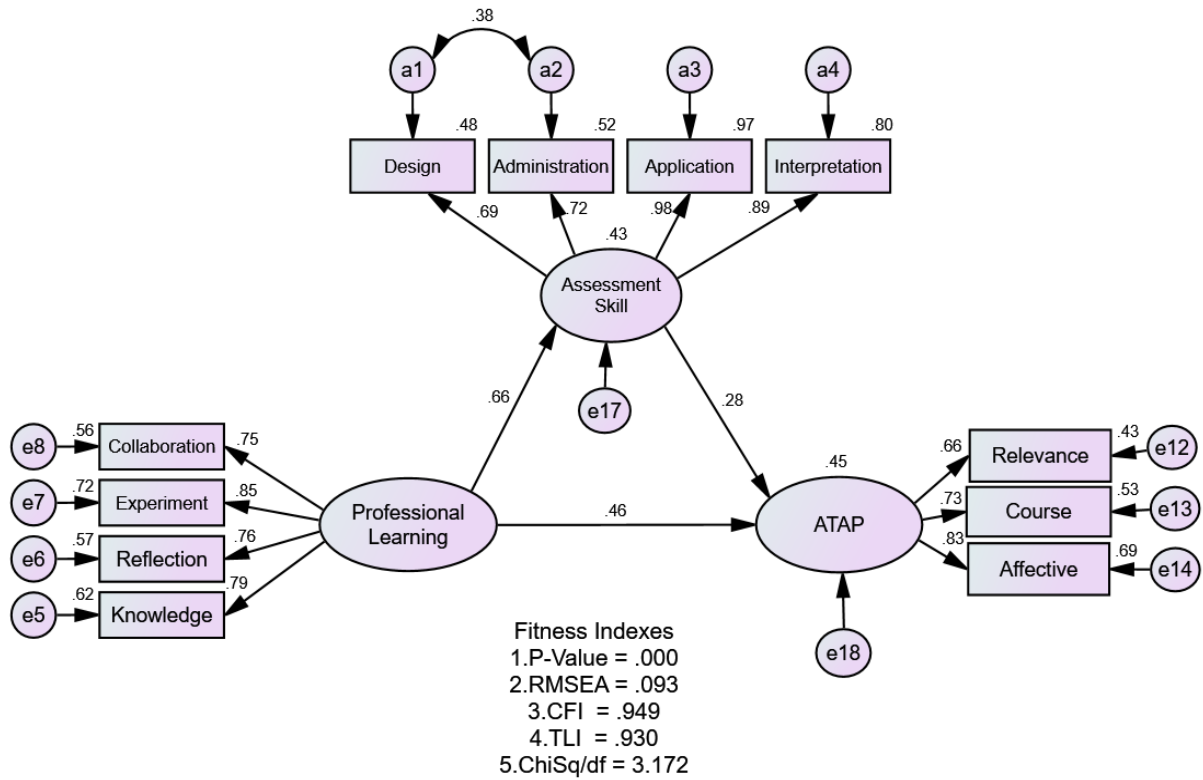 .38
a1
a2
a3
a4
.48
.52
.97
.80
Design
Administration
Application
Interpretation
.69
.72
.98
.89
.43
Assessment
Skill
e17
.66
.28
e8
.56
Collaboration
.75
e7
.72
Experiment
.85
e6
.57
Reflection
.76
e5
.62
Knowledge
.79
Professional
Learning
.46
.45
ATAP
.66
Relevance
.43
e12
.73
Course
.53
e13
.83
Affective
.69
e14
e18
Fitness Indexes
1.P-Value = .000
2.RMSEA = .093
3.CFI = .949
4.TLI = .930
5.ChiSq/df = 3.172